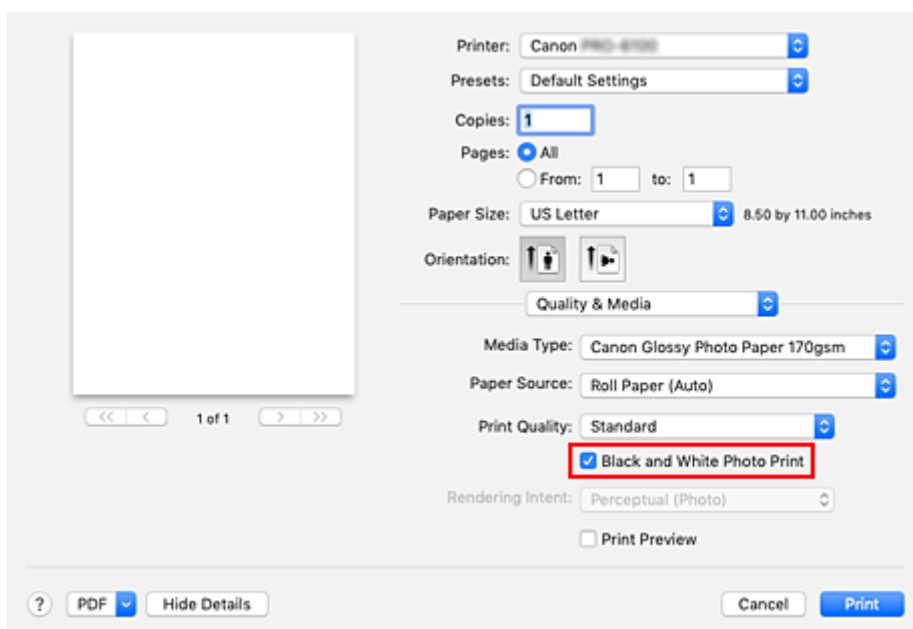 Printer: Canon
Presets: Default Settings
Copies: 1
Pages: All
From: 1 to: 1
Paper Size: US Letter 8.50 by 11.00 inches
Orientation:
Quality & Media
Media Type: Canon Glossy Photo Paper 170gsm
Paper Source: Roll Paper (Auto)
<< < 1 of 1 > >>
Print Quality: Standard
Black and White Photo Print
Rendering Intent: Perceptual (Photo)
Print Preview
? PDF Hide Details Cancel Print